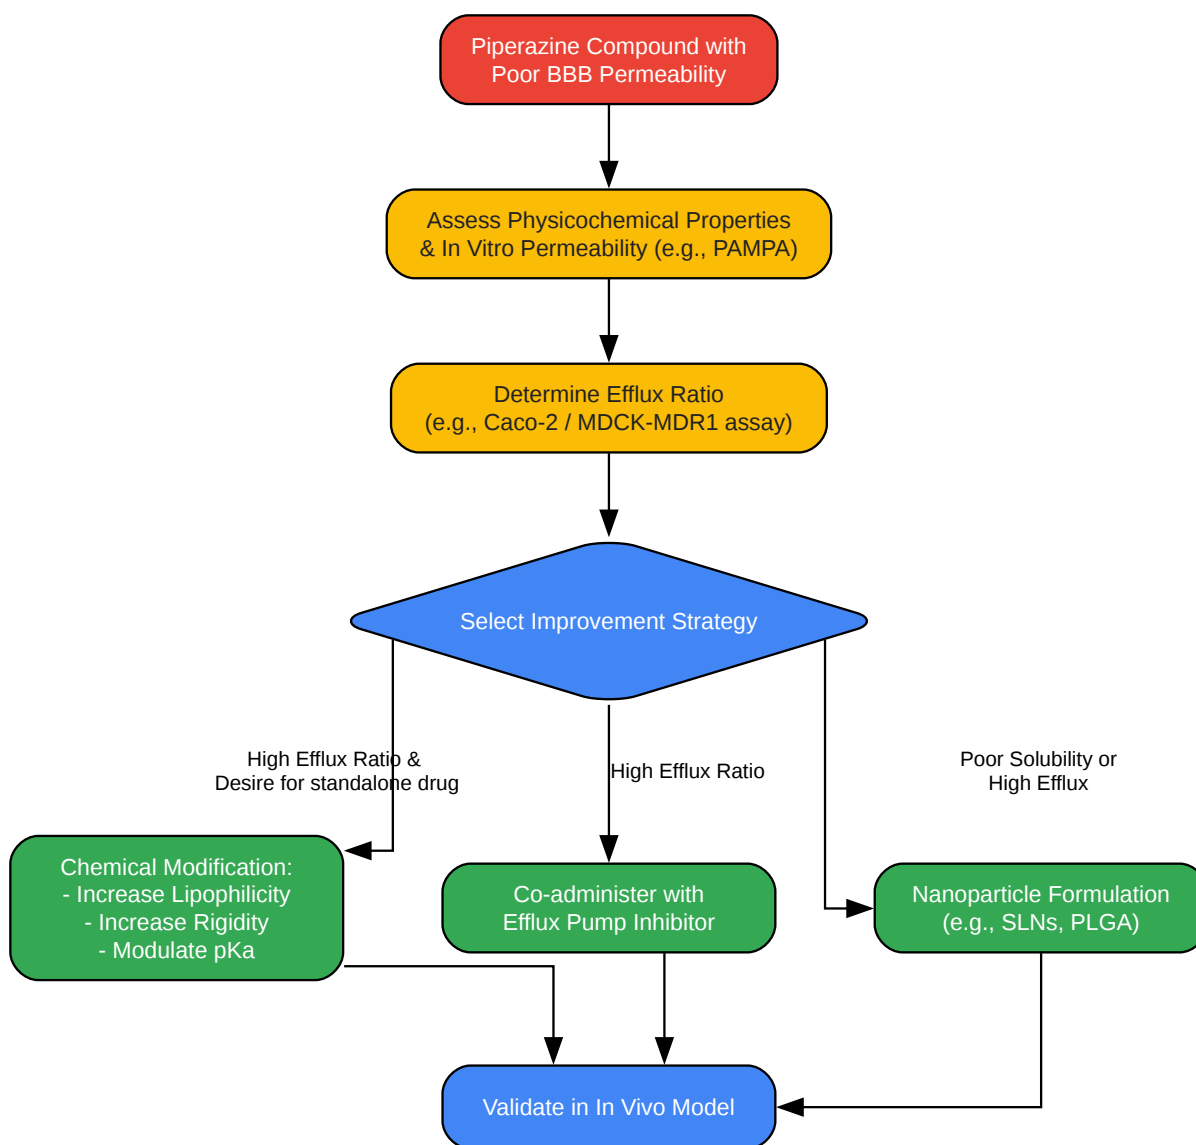 Piperazine Compound with
Poor BBB Permeability
Assess Physicochemical Properties
& In Vitro Permeability (e.g., PAMPA)
Determine Efflux Ratio
(e.g., Caco-2 / MDCK-MDR1 assay)
Select Improvement Strategy
High Efflux Ratio &
Desire for standalone drug
High Efflux Ratio
Poor Solubility or
High Efflux
Chemical Modification:
- Increase Lipophilicity
- Increase Rigidity
- Modulate pKa
Co-administer with
Efflux Pump Inhibitor
Nanoparticle Formulation
(e.g., SLNs, PLGA)
Validate in In Vivo Model